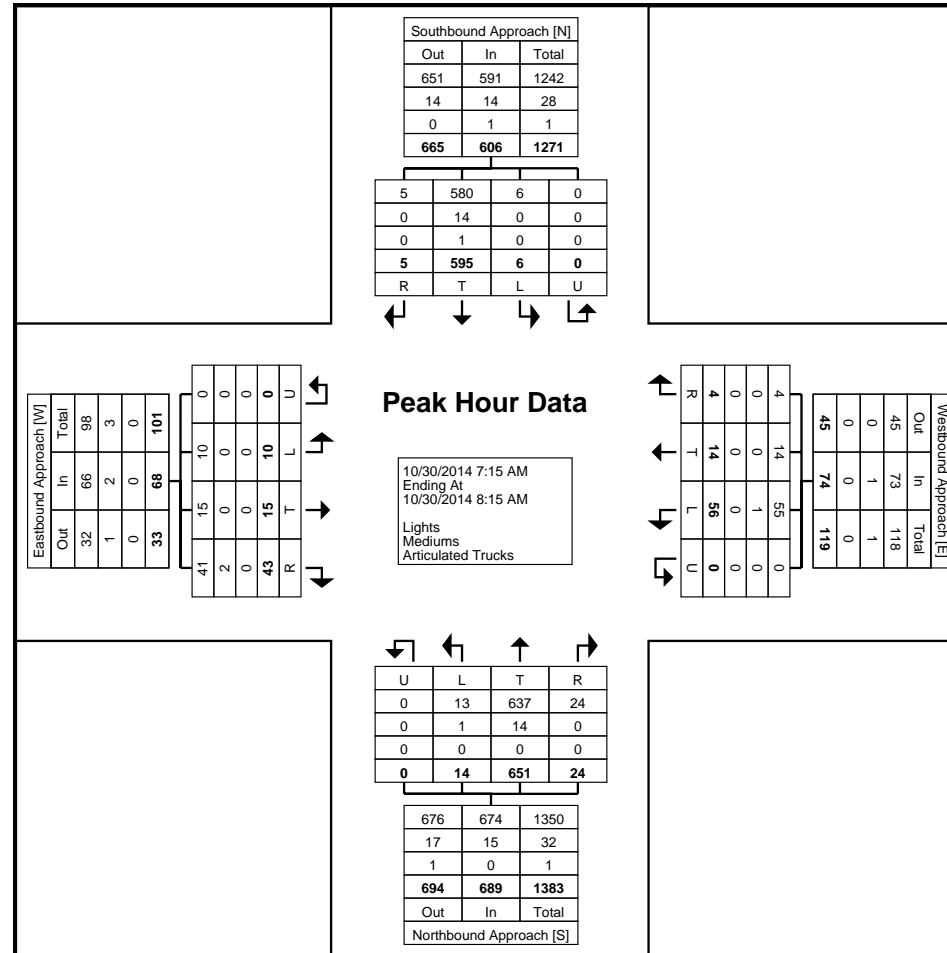 Southbound Approach [N]
Out In Total
651 591 1242
14 14 28
0 1 1
665 606 1271
5 580 6 0
0 14 0 0
0 1 0 0
5 595 6 0
R T L U
Eastbound Approach [W]
Total In Out
98 66 32
3 2 1
0 0 0
101 68 33
0 10 15 41
0 0 0 2
0 0 0 0
0 10 15 43
U L T R
Peak Hour Data
10/30/2014 7:15 AM
Ending At
10/30/2014 8:15 AM
Lights
Mediums
Articulated Trucks
Westbound Approach [E]
Out In Total
45 73 118
0 1 1
0 0 0
45 74 119
4 14 55 0
0 0 1 0
0 0 0 0
4 14 56 0
R T L U
U L T R
0 13 637 24
0 1 14 0
0 0 0 0
0 14 651 24
676 674 1350
17 15 32
1 0 1
694 689 1383
Out In Total
Northbound Approach [S]